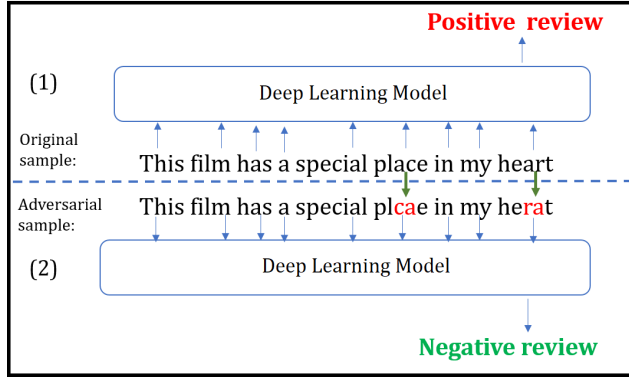 Positive review
(1)
Deep Learning Model
Original
sample:
This film has a special place in my heart
Adversarial
sample:
This film has a special plcae in my herat
Deep Learning Model
(2)
Negative review